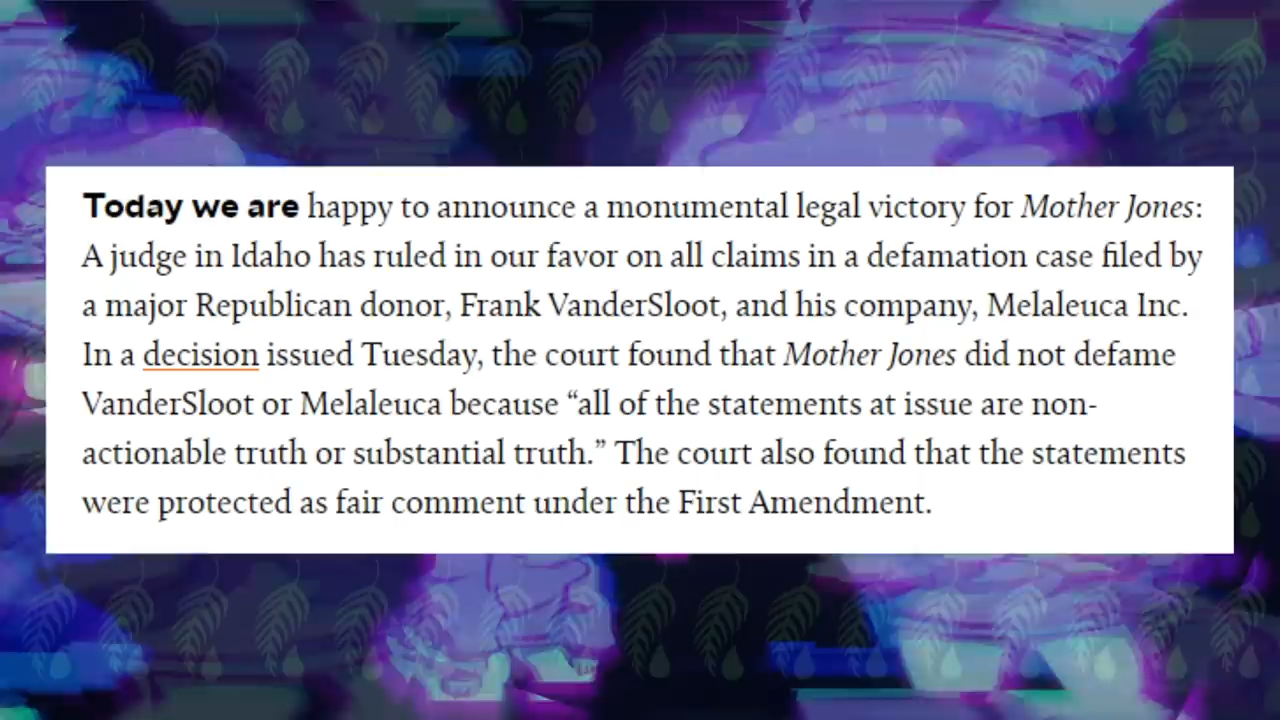 Today we are happy to announce a monumental legal victory for Mother Jones:
A judge in Idaho has ruled in our favor on all claims in a defamation case filed by
a major Republican donor, Frank VanderSloot, and his company, Melaleuca Inc.
In a decision issued Tuesday, the court found that Mother Jones did not defame
VanderSloot or Melaleuca because “all of the statements at issue are non-
actionable truth or substantial truth.” The court also found that the statements
were protected as fair comment under the First Amendment.